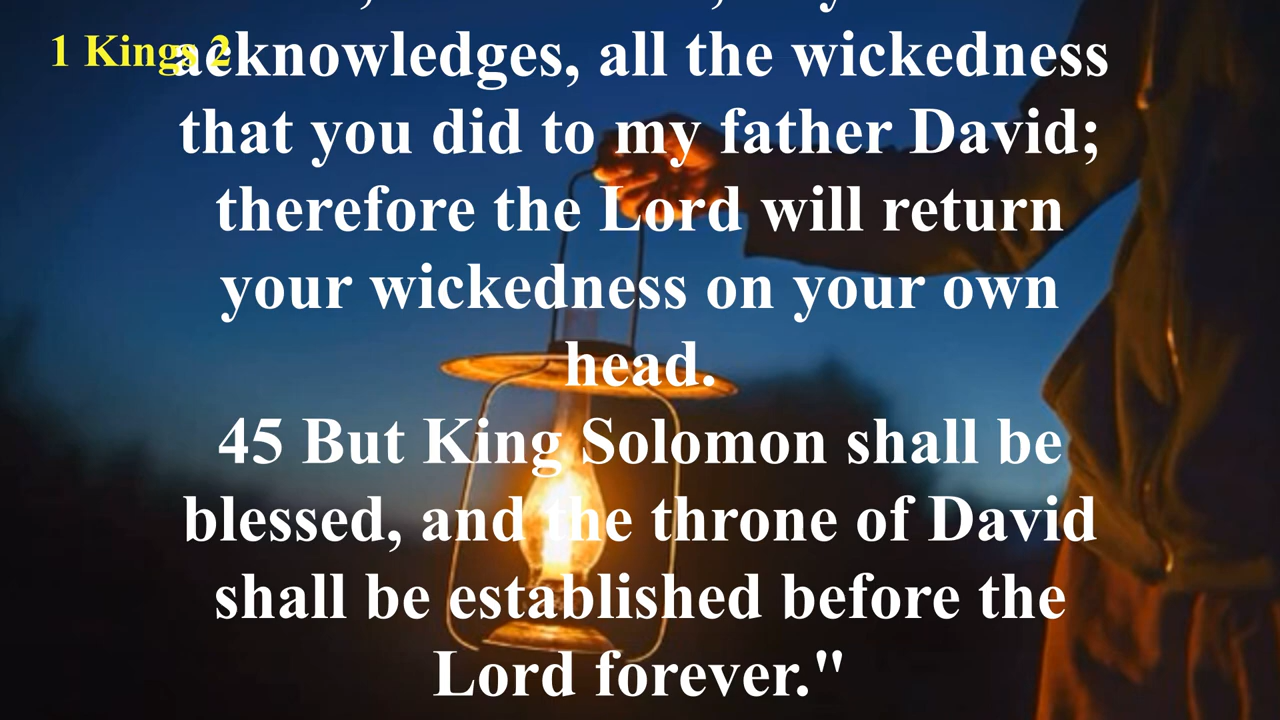 1 Kings 2
acknowledges, all the wickedness
that you did to my father David;
therefore the Lord will return
your wickedness on your own
head.
45 But King Solomon shall be
blessed, and the throne of David
shall be established before the
Lord forever."